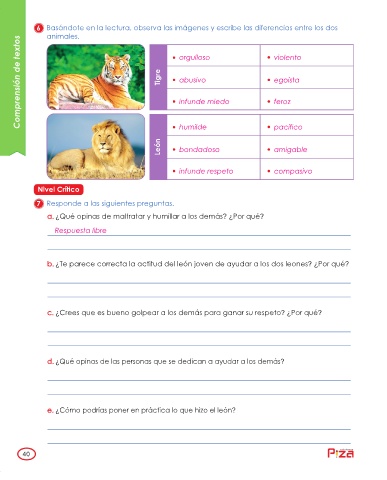 Comprensión de textos
6 Basándote en la lectura, observa las imágenes y escribe las diferencias entre los dos
animales.
Tigre
• orgulloso • violento
• abusivo • egoísta
• infunde miedo • feroz
León
• humilde • pacífico
• bondadoso • amigable
• infunde respeto • compasivo
Nivel Crítico
7 Responde a las siguientes preguntas.
a. ¿Qué opinas de maltratar y humillar a los demás? ¿Por qué?
Respuesta libre
b. ¿Te parece correcta la actitud del león joven de ayudar a los dos leones? ¿Por qué?
c. ¿Crees que es bueno golpear a los demás para ganar su respeto? ¿Por qué?
d. ¿Qué opinas de las personas que se dedican a ayudar a los demás?
e. ¿Cómo podrías poner en práctica lo que hizo el león?
40